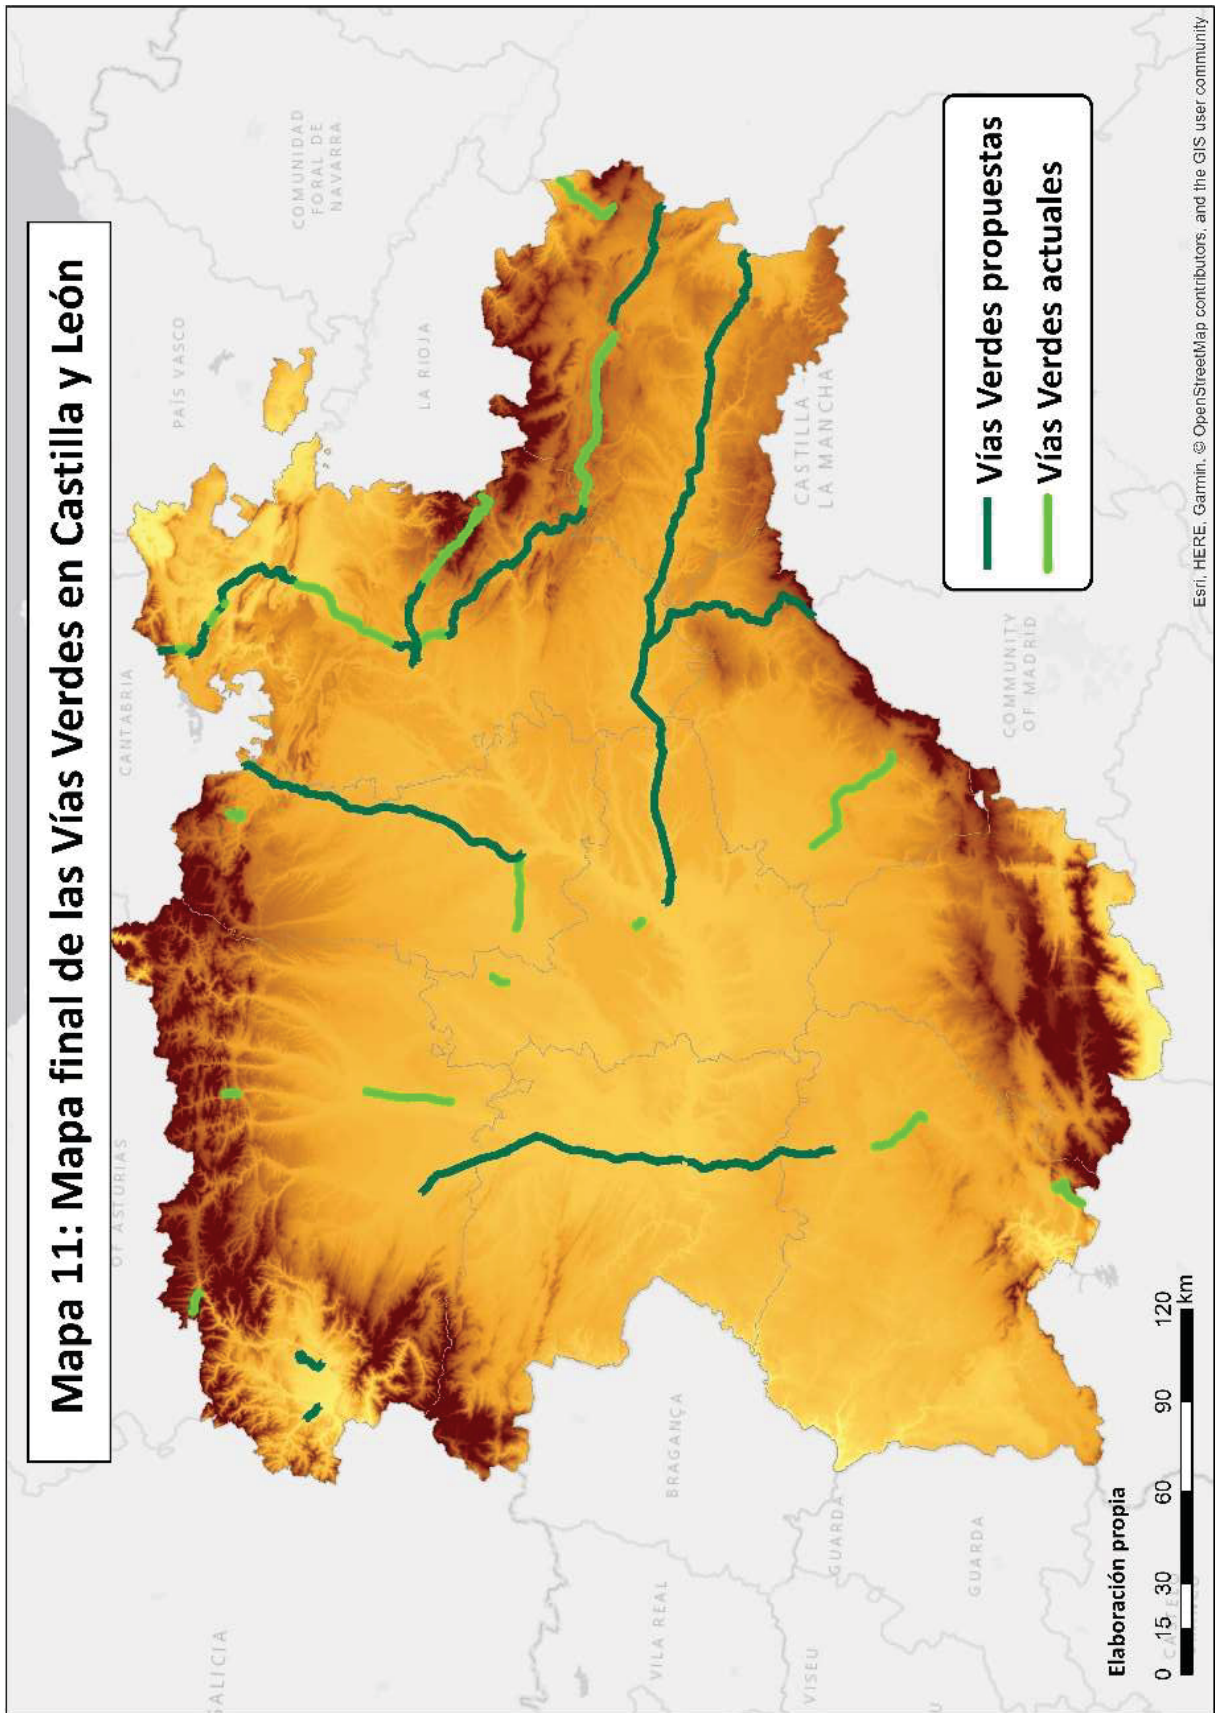 Mapa 11: Mapa final de las Vías Verdes en Castilla y León
CANTABRIA
PAÍS VASCO
COMUNIDAD
FORAL DE
NAVARRA
OF ASTURIAS
LA RIOJA
GALICIA
BRAGANÇA
VILA REAL
VISEU
GUARDA
GUARDA
CASTILLA -
LA MANCHA
COMMUNITY
OF MADRID
Vías Verdes propuestas
Vías Verdes actuales
Elaboración propia
0 15 30 60 90 120
km
Esri, HERE, Garmin, © OpenStreetMap contributors, and the GIS user community